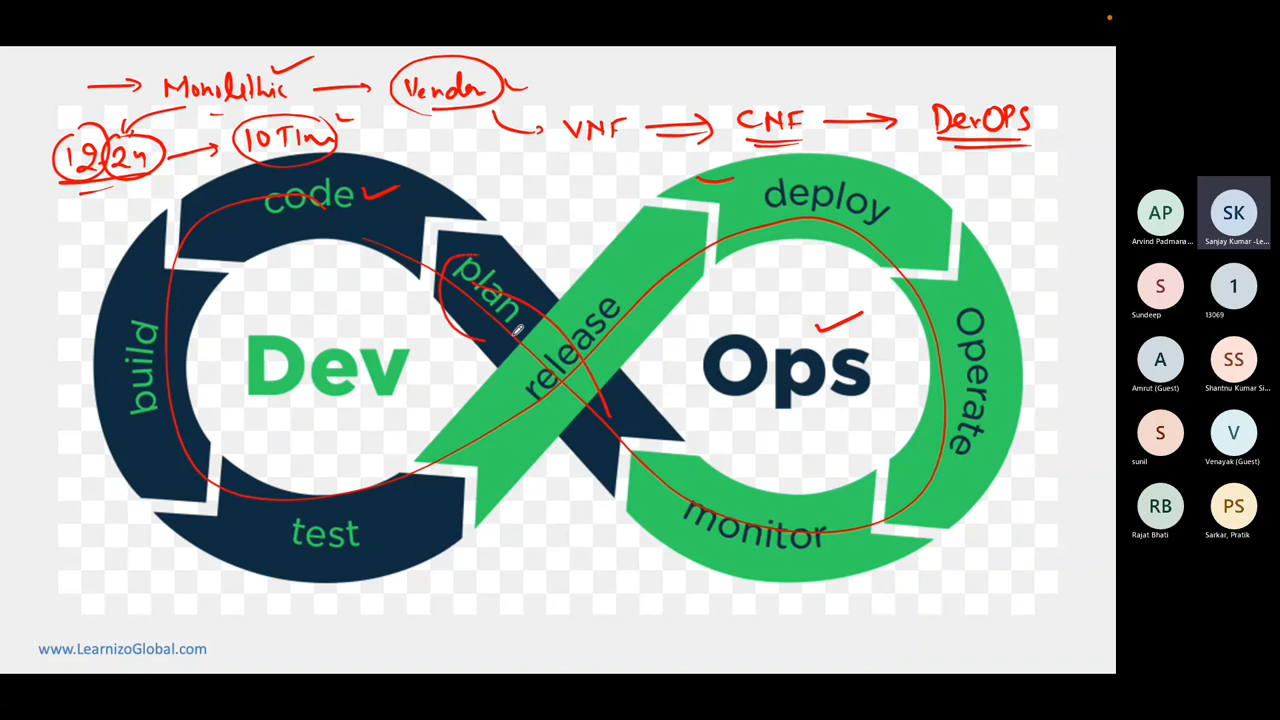 → Monolithic → Vendor
VNF ⇒ CNF → DevOPS
12 24 → 10 Time
code
plan
build
test
Dev
release
deploy
Operate
monitor
Ops
www.LearnizoGlobal.com
AP
Arvind Padmana...
SK
Sanjay Kumar -Le...
S
Sundeep
1
13069
A
Amrut (Guest)
SS
Shantnu Kumar Si...
S
sunil
V
Venayak (Guest)
RB
Rajat Bhati
PS
Sarkar, Pratik